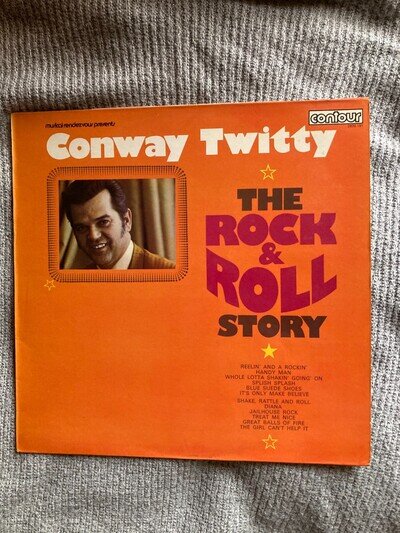 musical rendezvous presents
contour
Conway Twitty
THE
ROCK
&
ROLL
STORY
REELIN' AND A ROCKIN'
HANDY MAN
WHOLE LOTTA SHAKIN' GOING' ON
SPLISH SPLASH
BLUE SUEDE SHOES
IT'S ONLY MAKE BELIEVE
SHAKE, RATTLE AND ROLL
DIANA
JAILHOUSE ROCK
TREAT ME NICE
GREAT BALLS OF FIRE
THE GIRL CAN'T HELP IT